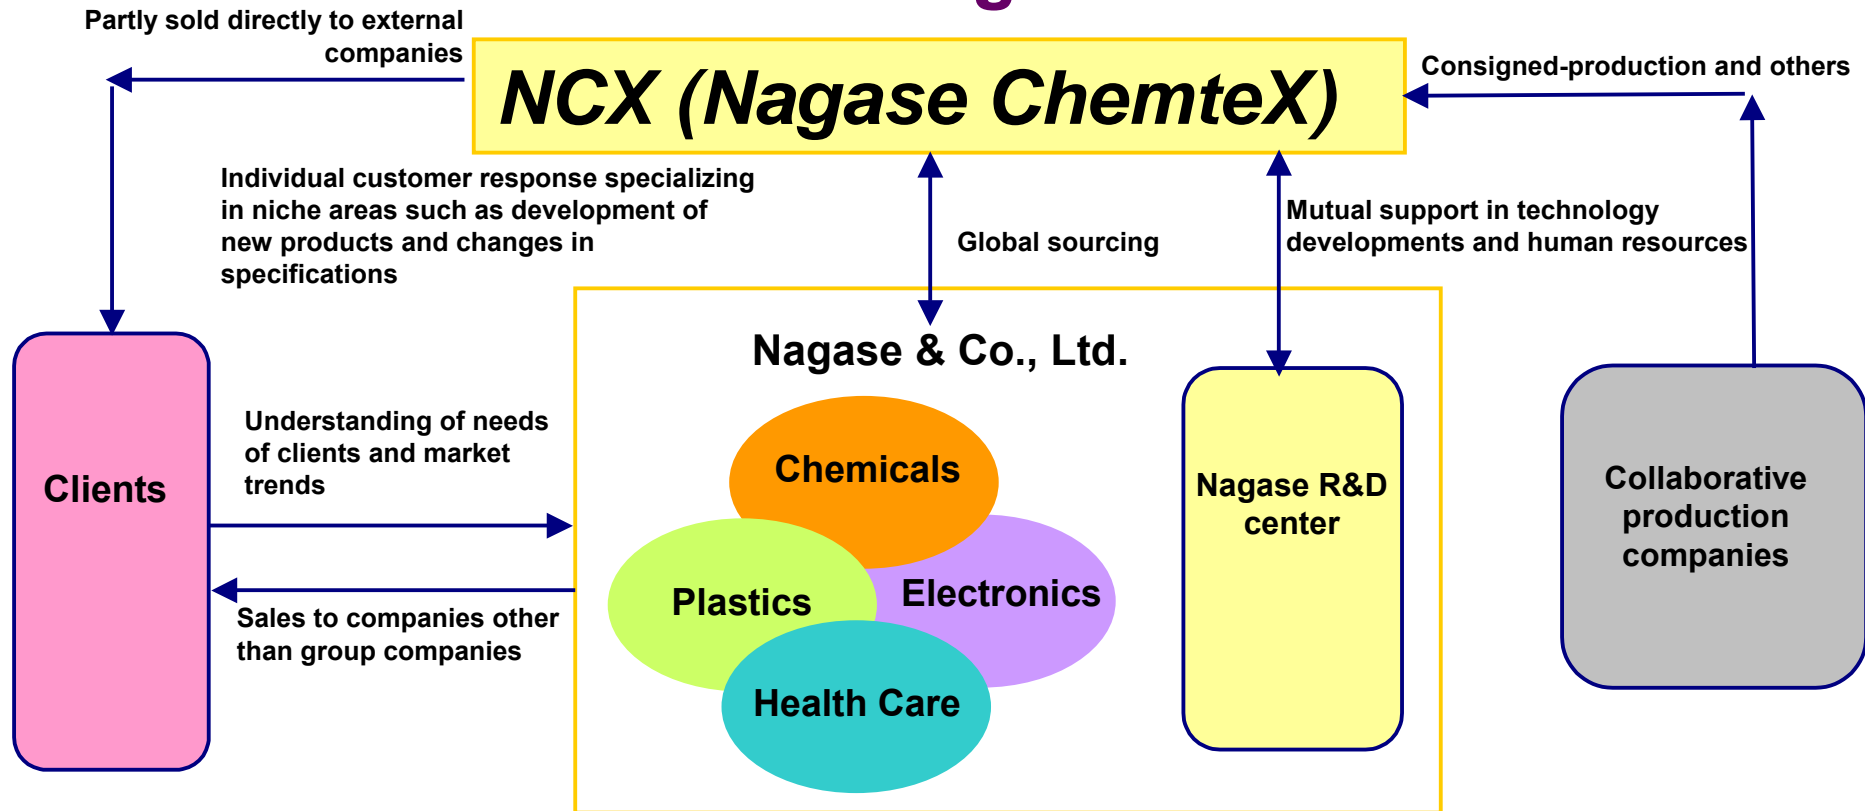 Partly sold directly to external
companies
NCX (Nagase ChemteX)
Consigned-production and others
Individual customer response specializing
in niche areas such as development of
new products and changes in
specifications
Global sourcing
Mutual support in technology
developments and human resources
Nagase & Co., Ltd.
Clients
Understanding of needs
of clients and market
trends
Sales to companies other
than group companies
Chemicals
Plastics
Electronics
Health Care
Nagase R&D
center
Collaborative
production
companies